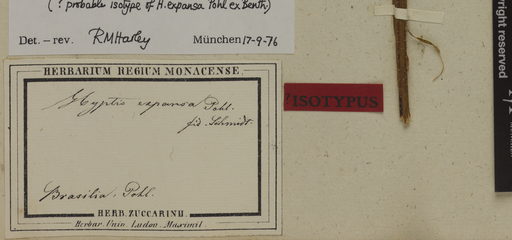 (? probable isotype of H. expansa Pohl ex Benth.)
Det. – rev. RMHarley München 17-9-76
HERBARIUM REGIUM MONACENSE.
Hyptis expansa Pohl.
fid. Schmidt.
Brasilia. Pohl.
HERB. ZUCCARINII.
Herbar. Univ. Ludov. Maximil.
?ISOTYPUS
ght reserved